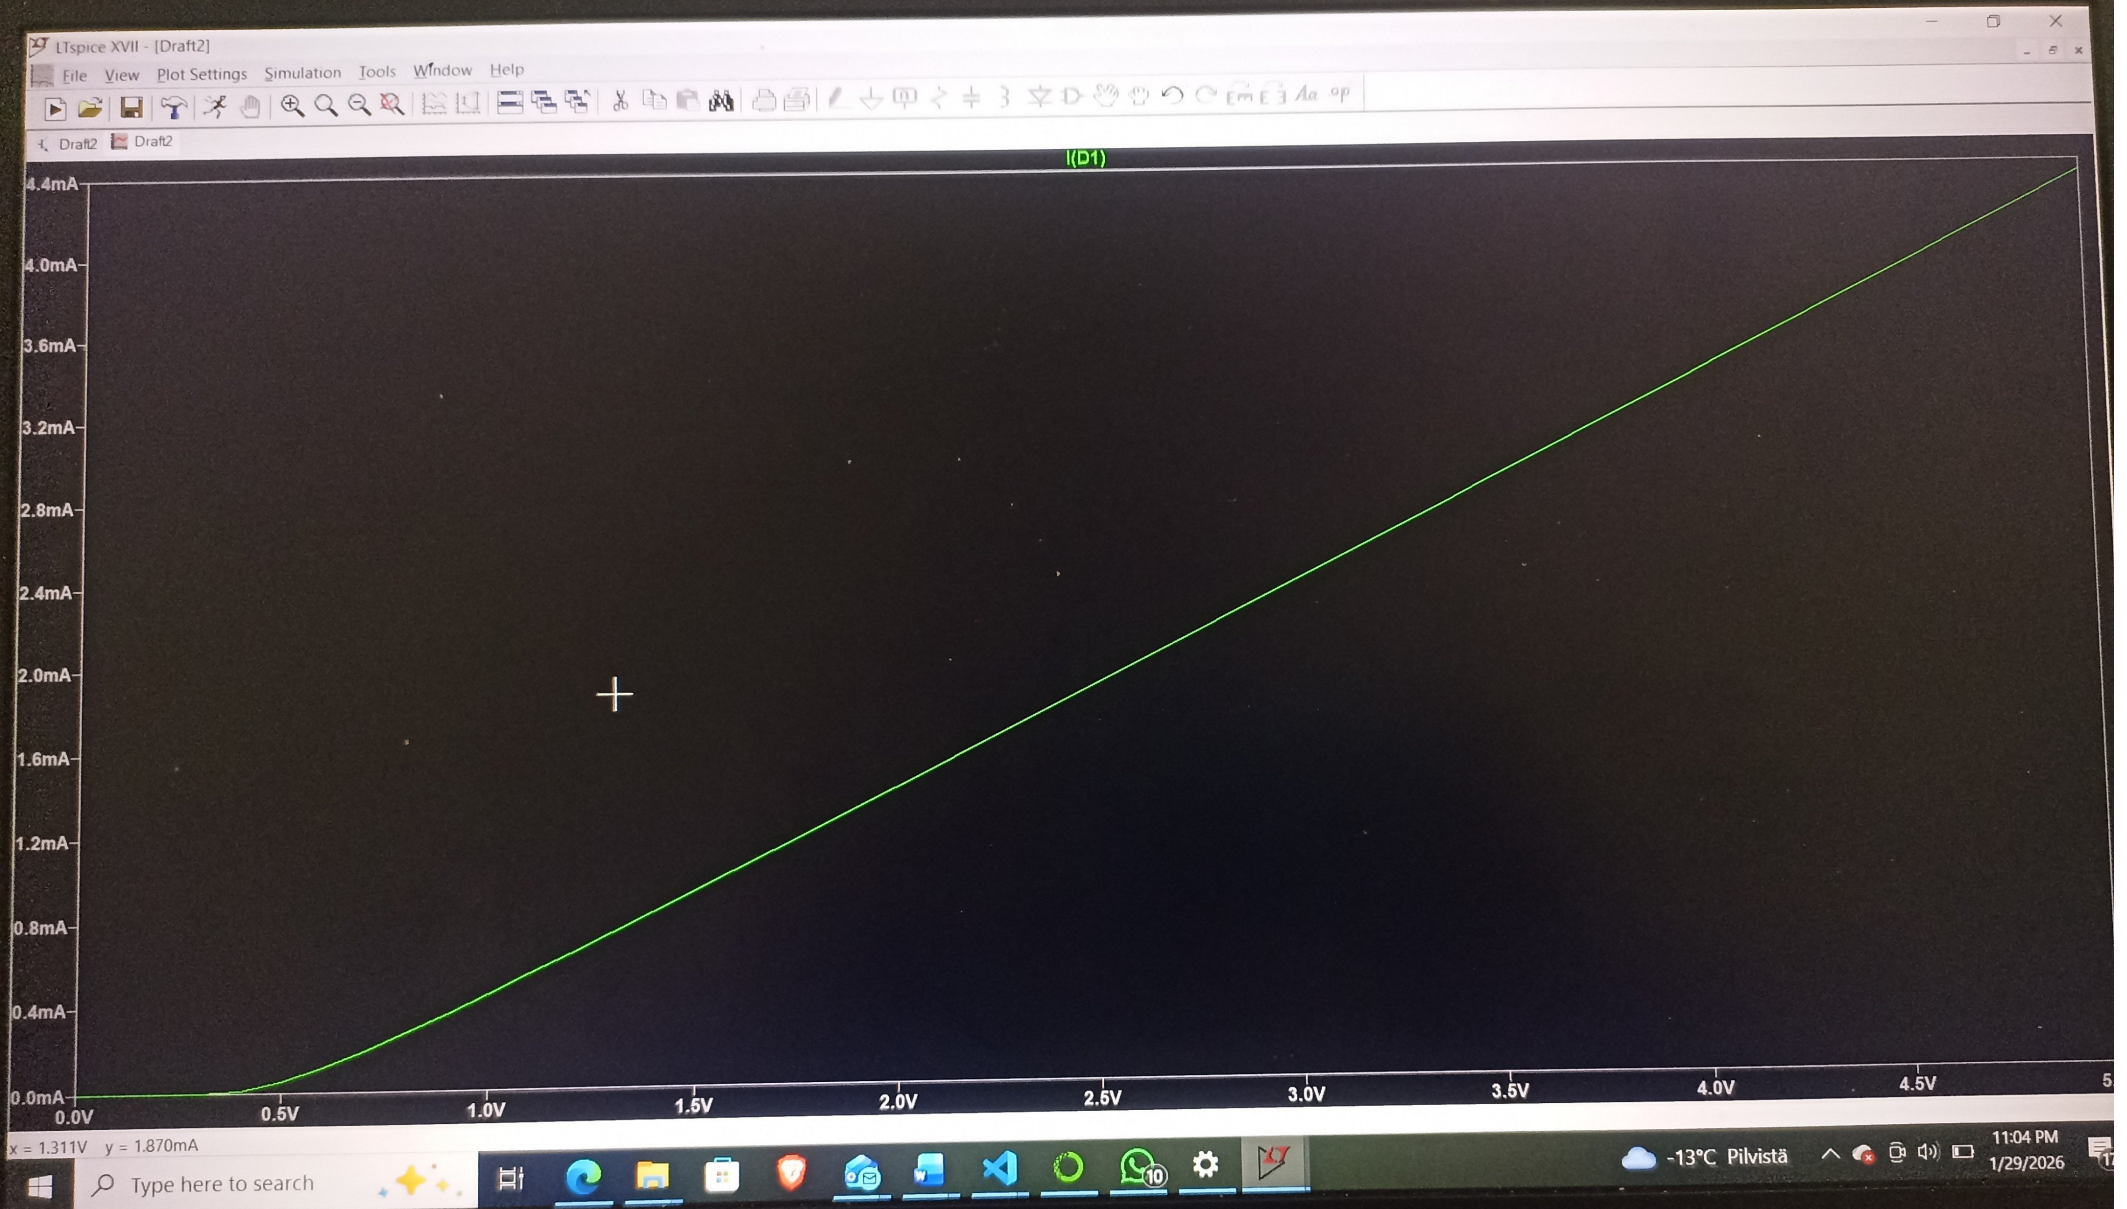 LTspice XVII - [Draft2]
File View Plot Settings Simulation Tools Window Help
Aa .op
Draft2 Draft2
I(D1)
4.4mA
4.0mA
3.6mA
3.2mA
2.8mA
2.4mA
2.0mA
1.6mA
1.2mA
0.8mA
0.4mA
0.0mA
0.0V 0.5V 1.0V 1.5V 2.0V 2.5V 3.0V 3.5V 4.0V 4.5V 5.
x = 1.311V y = 1.870mA
Type here to search
10
-13°C Pilvistä
11:04 PM
1/29/2026